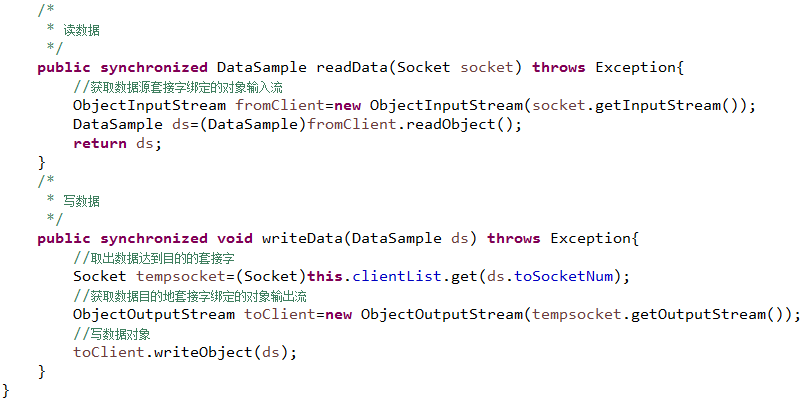 /*
 * 读数据
 */
public synchronized DataSample readData(Socket socket) throws Exception{
    //获取数据源套接字绑定的对象输入流
    ObjectInputStream fromClient=new ObjectInputStream(socket.getInputStream());
    DataSample ds=(DataSample)fromClient.readObject();
    return ds;
}
/*
 * 写数据
 */
public synchronized void writeData(DataSample ds) throws Exception{
    //取出数据达到目的的套接字
    Socket tempsocket=(Socket)this.clientList.get(ds.toSocketNum);
    //获取数据目的地套接字绑定的对象输出流
    ObjectOutputStream toClient=new ObjectOutputStream(tempsocket.getOutputStream());
    //写数据对象
    toClient.writeObject(ds);
}
}